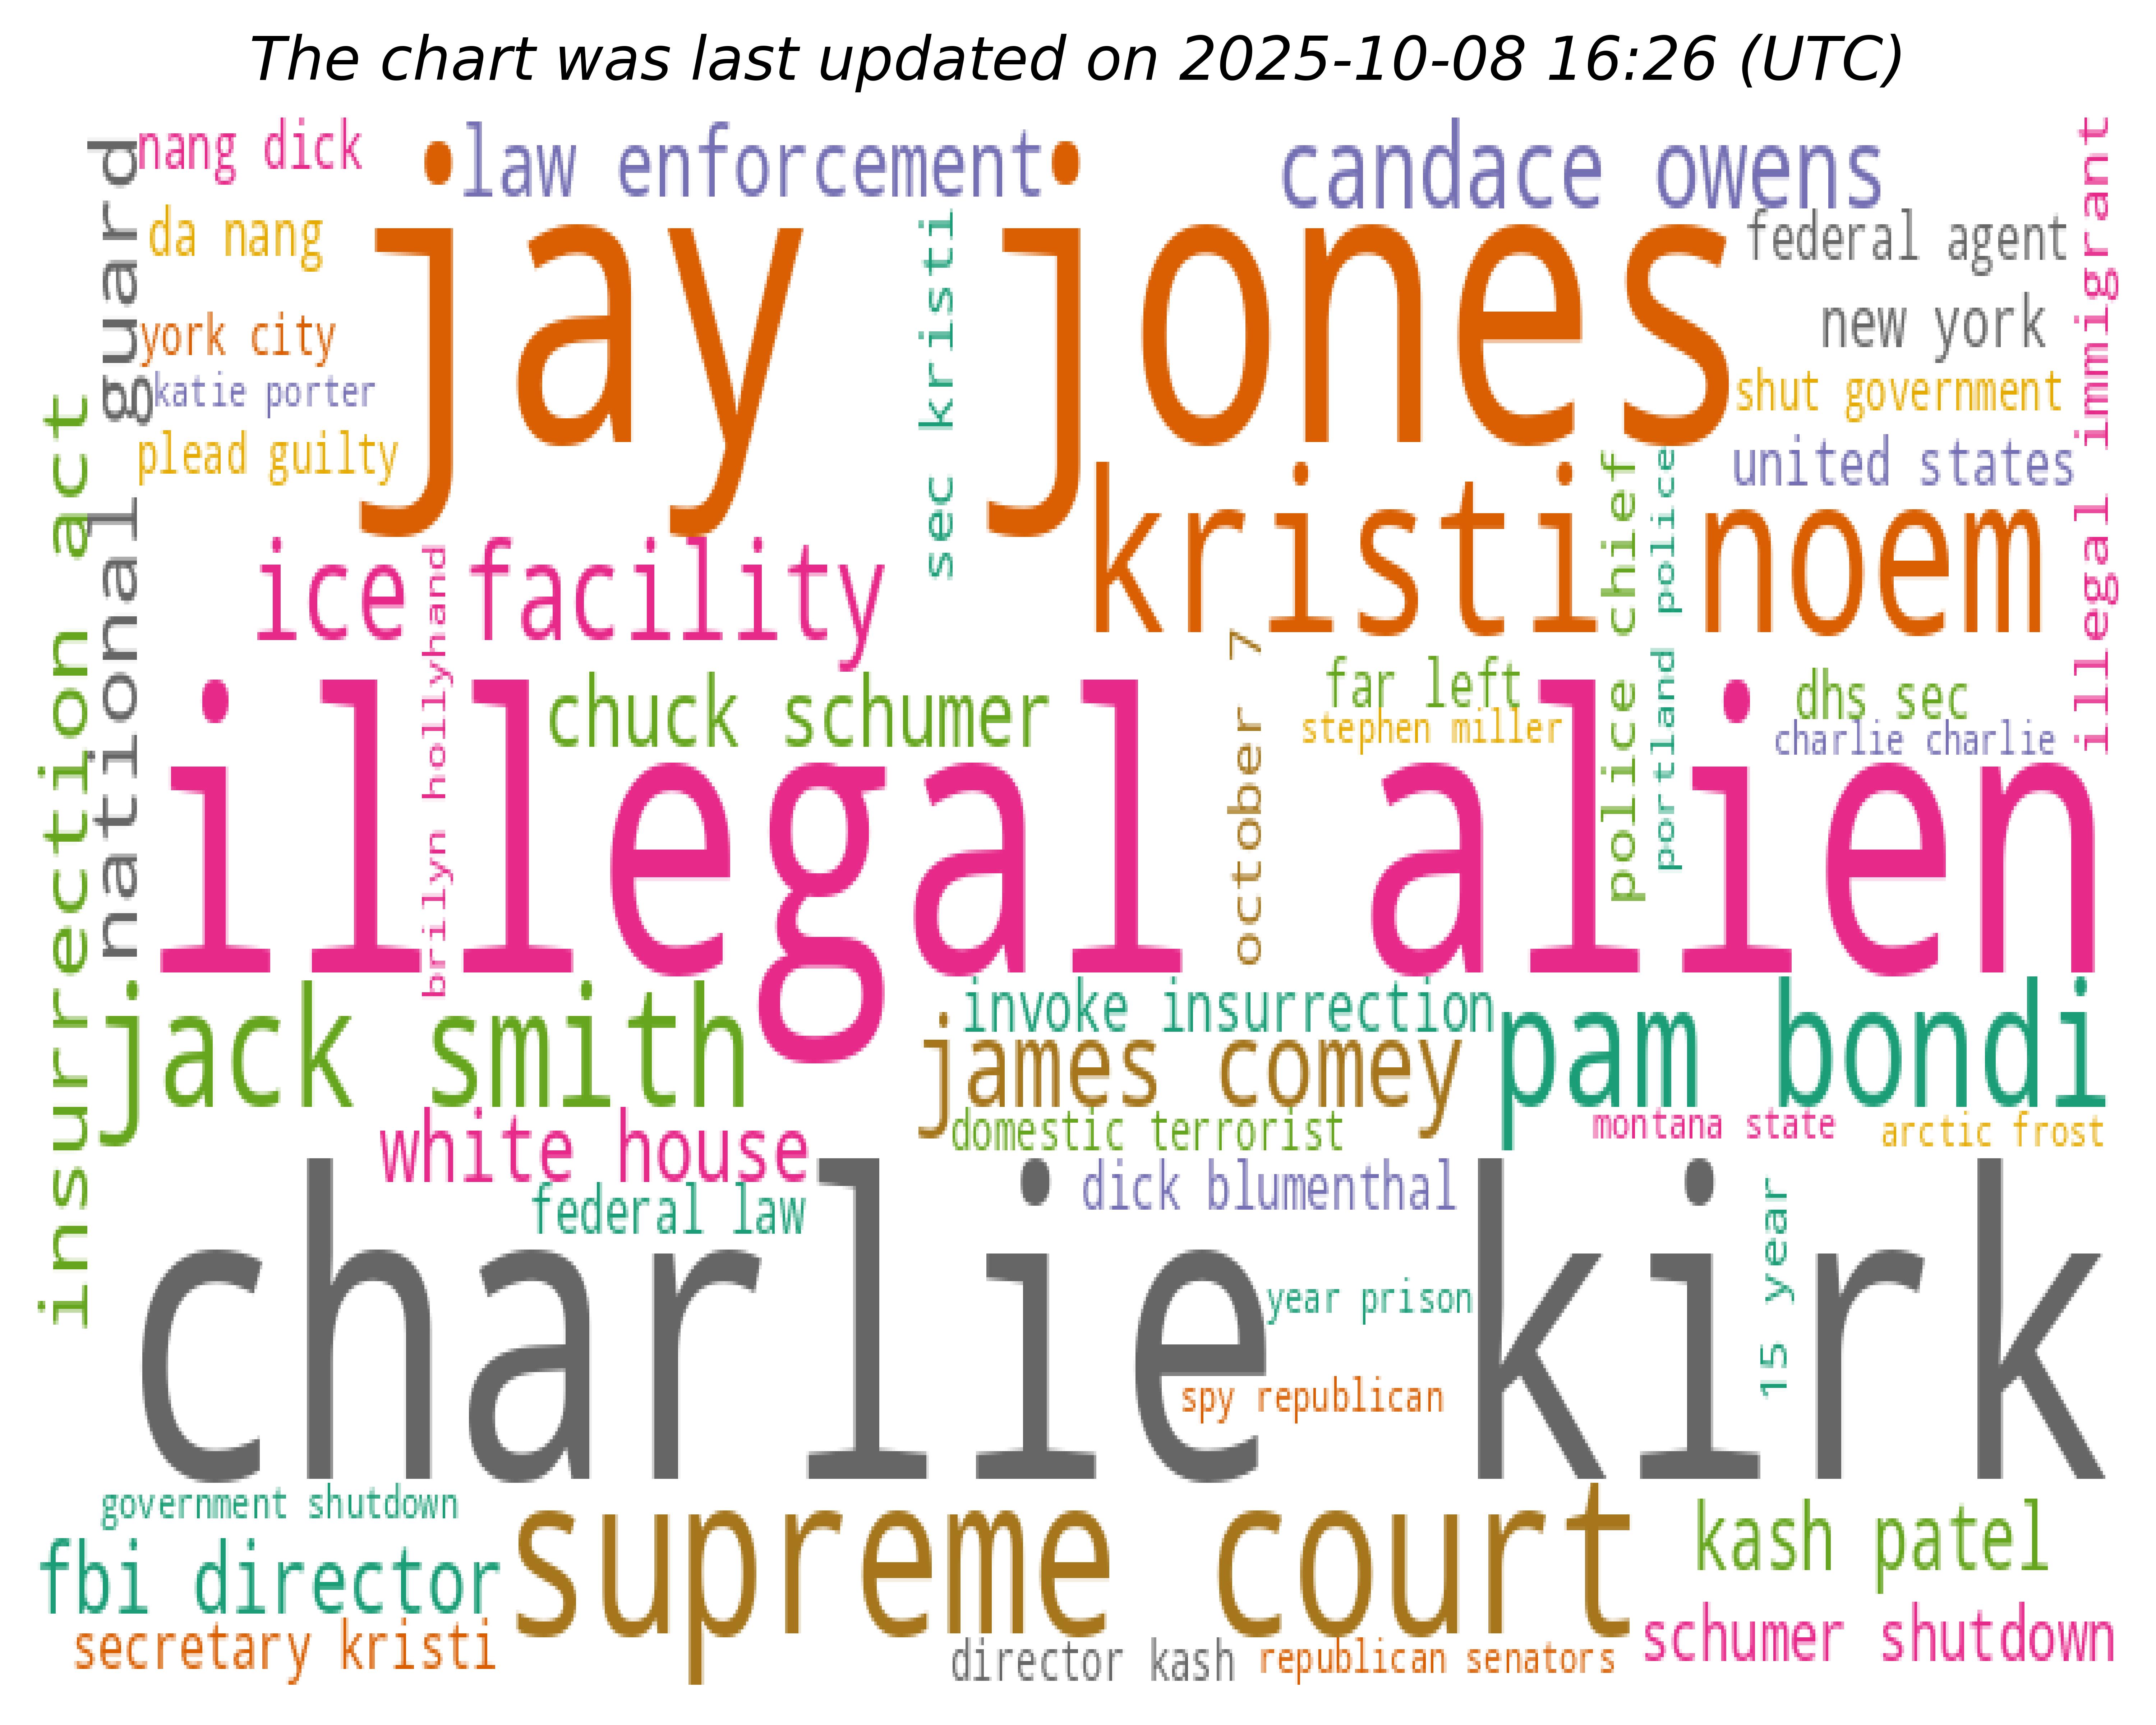 The chart was last updated on 2025-10-08 16:26 (UTC)
nang dick
law enforcement
candace owens
da nang
jay jones
federal agent
york city
new york
katie porter
shut government
plead guilty
united states
sec kristi
illegal immigrant
national guard
insurrection act
kristi noem
police chief
portland police
ice facility
brilyn hollyhand
october 7
far left
dhs sec
chuck schumer
stephen miller
charlie charlie
illegal alien
jack smith
invoke insurrection
pam bondi
james comey
white house
domestic terrorist
montana state
arctic frost
federal law
dick blumenthal
15 year
charlie kirk
year prison
spy republican
government shutdown
supreme court
kash patel
fbi director
secretary kristi
director kash
republican senators
schumer shutdown